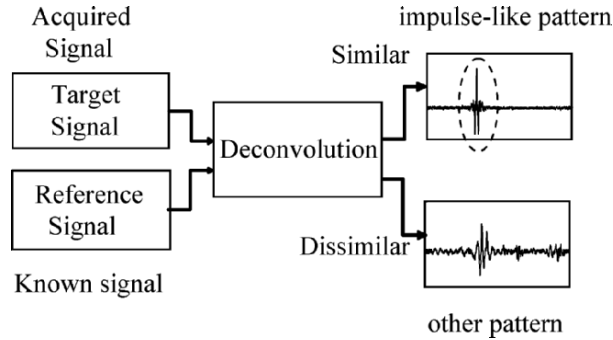 Acquired
Signal
Target
Signal
Reference
Signal
Known signal
Deconvolution
Similar
impulse-like pattern
Dissimilar
other pattern